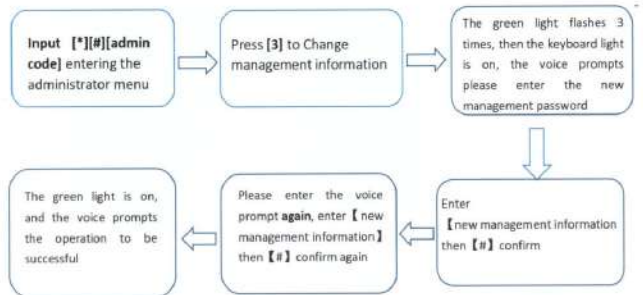 Input [*][#][admin
code] entering the
administrator menu
Press [3] to Change
management information
The green light flashes 3
times, then the keyboard light
is on, the voice prompts
please enter the new
management password
Enter
【new management information
then 【#】 confirm
Please enter the voice
prompt again, enter【new
management information】
then 【#】 confirm again
The green light is on,
and the voice prompts
the operation to be
successful